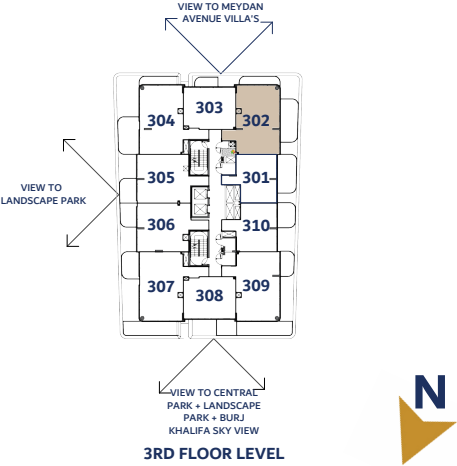 VIEW TO MEYDAN
AVENUE VILLA'S
303
304
302
305
301
VIEW TO
LANDSCAPE PARK
306
310
307
309
308
VIEW TO CENTRAL
PARK + LANDSCAPE
PARK + BURJ
KHALIFA SKY VIEW
3RD FLOOR LEVEL
N